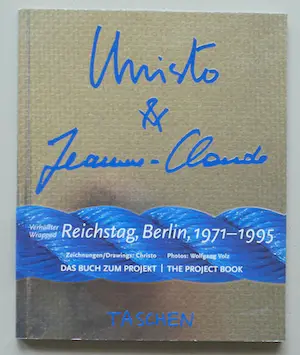 Christo
&
Jeanne-Claude
Verhüllter
Wrapped
Reichstag, Berlin, 1971–1995
Zeichnungen/Drawings: Christo Photos: Wolfgang Volz
DAS BUCH ZUM PROJEKT | THE PROJECT BOOK
TASCHEN